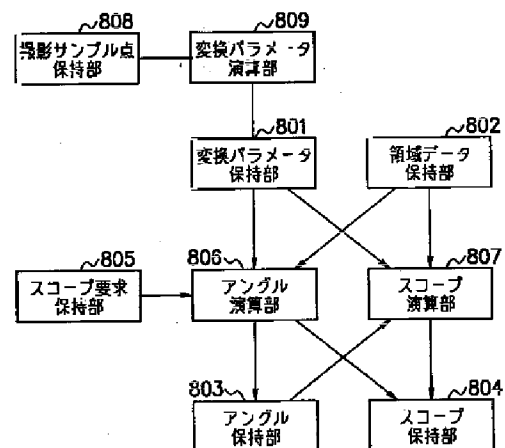 808
撮影サンプル点
保持部
809
変換パラメータ
演算部
801
変換パラメータ
保持部
802
領域データ
保持部
805
スコープ要求
保持部
806
アングル
演算部
807
スコープ
演算部
803
アングル
保持部
804
スコープ
保持部